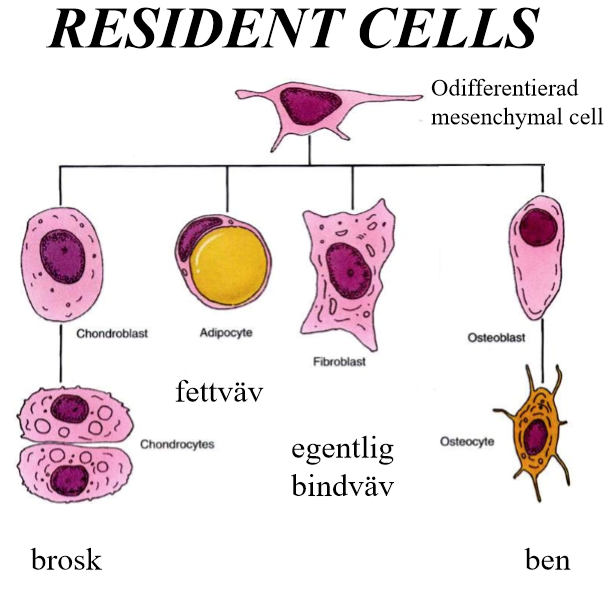 RESIDENT CELLS
Odifferentierad
mesenchymal cell
Chondroblast
Adipocyte
Fibroblast
Osteoblast
fettväv
Chondrocytes
egentlig
bindväv
Osteocyte
brosk
ben